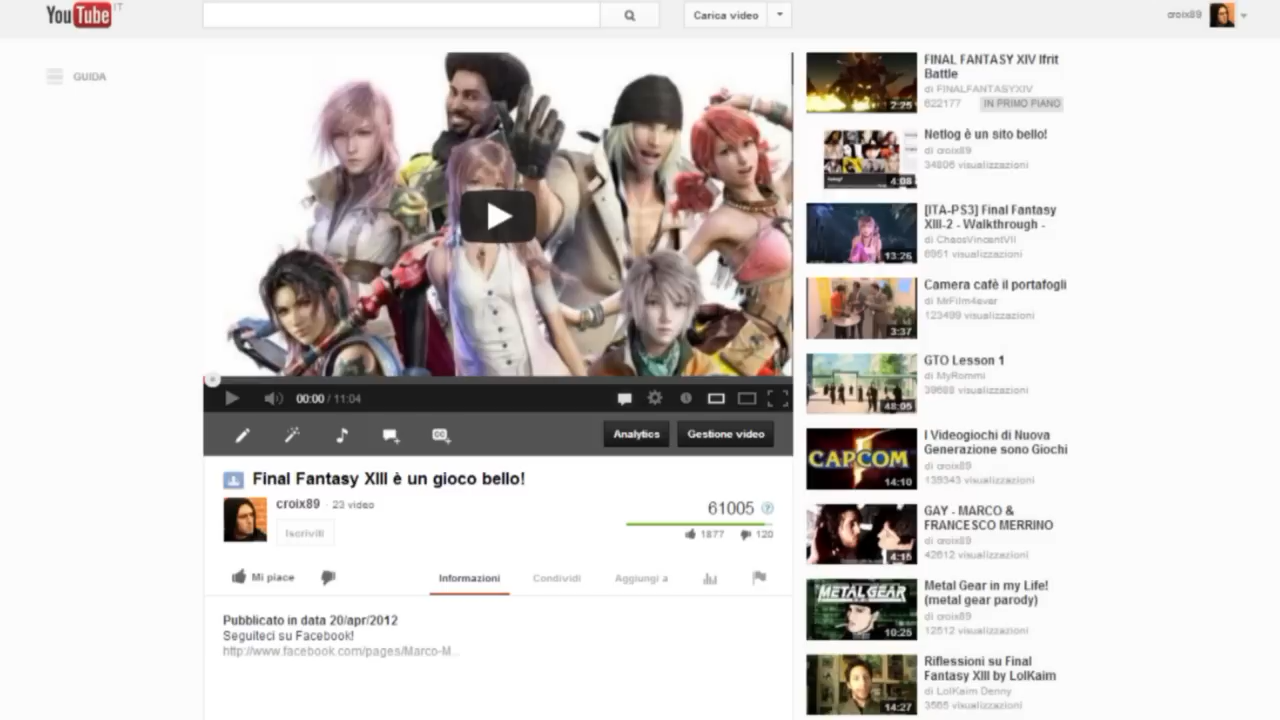 YouTube IT
Carica video
croix89
GUIDA
00:00 / 11:04
Analytics
Gestione video
Final Fantasy XIII è un gioco bello!
croix89 · 23 video
Iscriviti
61005
1877
120
Mi piace
Informazioni
Condividi
Aggiungi a
Pubblicato in data 20/apr/2012
Seguiteci su Facebook!
http://www.facebook.com/pages/Marco-M...
2:25
FINAL FANTASY XIV Ifrit
Battle
di FINALFANTASYXIV
622177
IN PRIMO PIANO
4:08
Netlog è un sito bello!
di croix89
34806 visualizzazioni
13:26
[ITA-PS3] Final Fantasy
XIII-2 - Walkthrough -
di ChaosVincentVII
6951 visualizzazioni
3:37
Camera cafè il portafogli
di MrFilm4ever
123499 visualizzazioni
48:05
GTO Lesson 1
di MyRommi
visualizzazioni
CAPCOM
14:10
I Videogiochi di Nuova
Generazione sono Giochi
di croix89
139343 visualizzazioni
4:15
GAY - MARCO &
FRANCESCO MERRINO
di croix89
42612 visualizzazioni
METAL GEAR
10:25
Metal Gear in my Life!
(metal gear parody)
di croix89
12512 visualizzazioni
14:27
Riflessioni su Final
Fantasy XIII by LolKaim
di LolKaim Denny
visualizzazioni